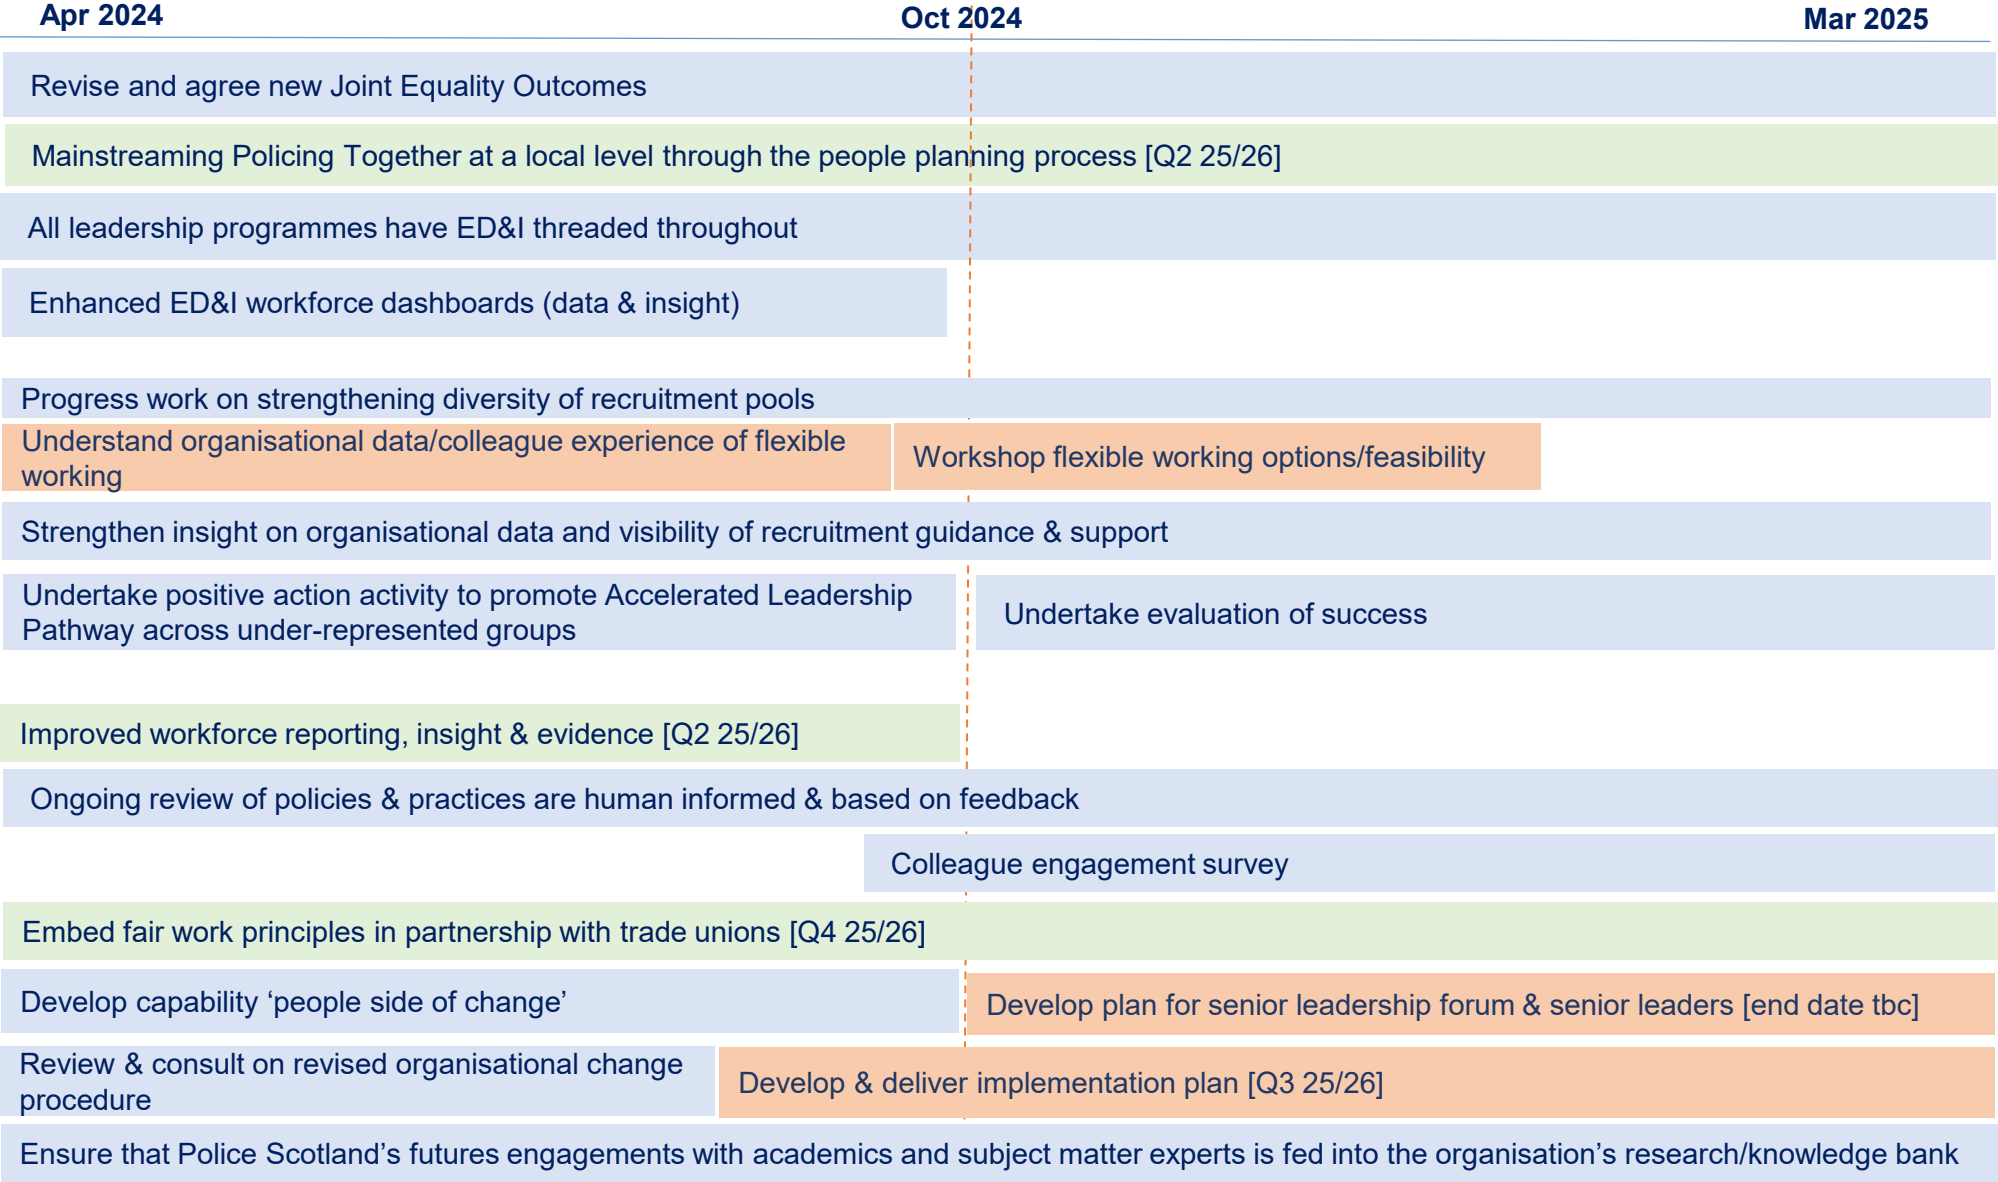 Apr 2024
Oct 2024
Mar 2025
Revise and agree new Joint Equality Outcomes
Mainstreaming Policing Together at a local level through the people planning process [Q2 25/26]
All leadership programmes have ED&I threaded throughout
Enhanced ED&I workforce dashboards (data & insight)
Progress work on strengthening diversity of recruitment pools
Understand organisational data/colleague experience of flexible
working
Workshop flexible working options/feasibility
Strengthen insight on organisational data and visibility of recruitment guidance & support
Undertake positive action activity to promote Accelerated Leadership
Pathway across under-represented groups
Undertake evaluation of success
Improved workforce reporting, insight & evidence [Q2 25/26]
Ongoing review of policies & practices are human informed & based on feedback
Colleague engagement survey
Embed fair work principles in partnership with trade unions [Q4 25/26]
Develop capability ‘people side of change’
Develop plan for senior leadership forum & senior leaders [end date tbc]
Review & consult on revised organisational change
procedure
Develop & deliver implementation plan [Q3 25/26]
Ensure that Police Scotland’s futures engagements with academics and subject matter experts is fed into the organisation’s research/knowledge bank